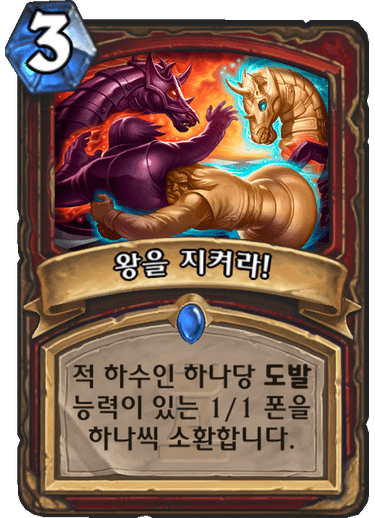 3
왕을 지켜라!
적 하수인 하나당 도발
능력이 있는 1/1 폰을
하나씩 소환합니다.